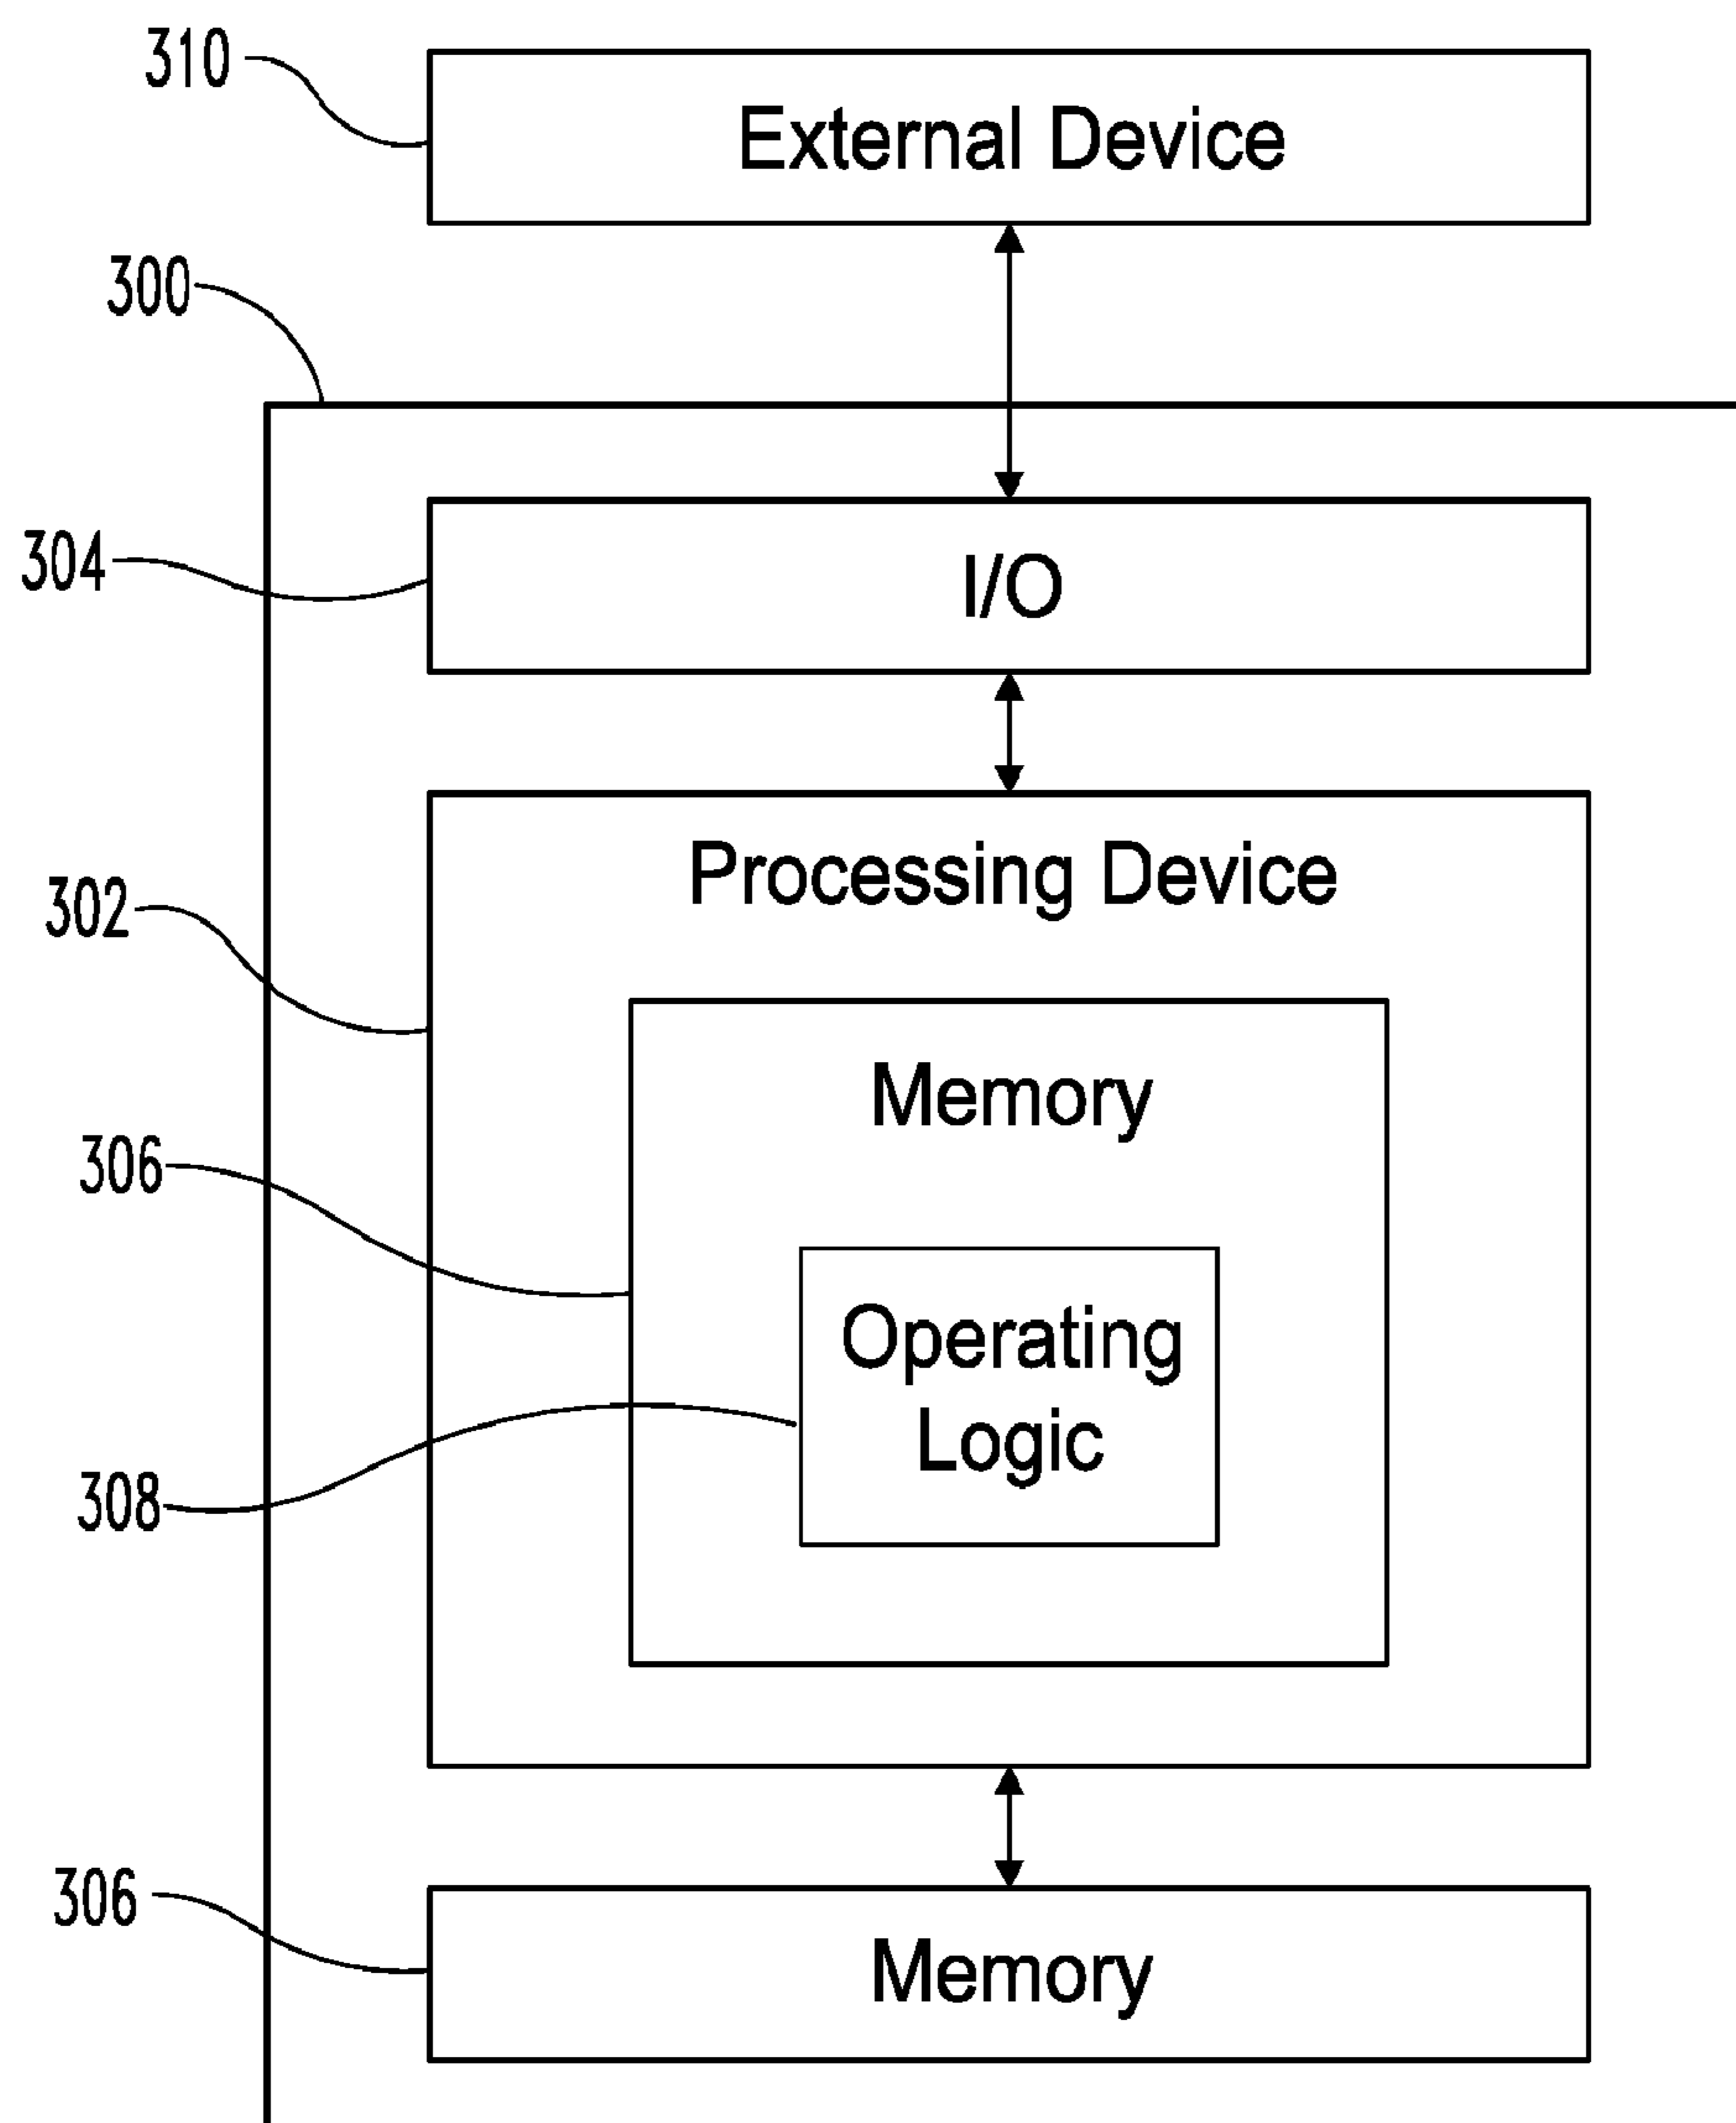 310
External Device
300
304
I/O
302
Processing Device
306
Memory
308
Operating
Logic
306
Memory